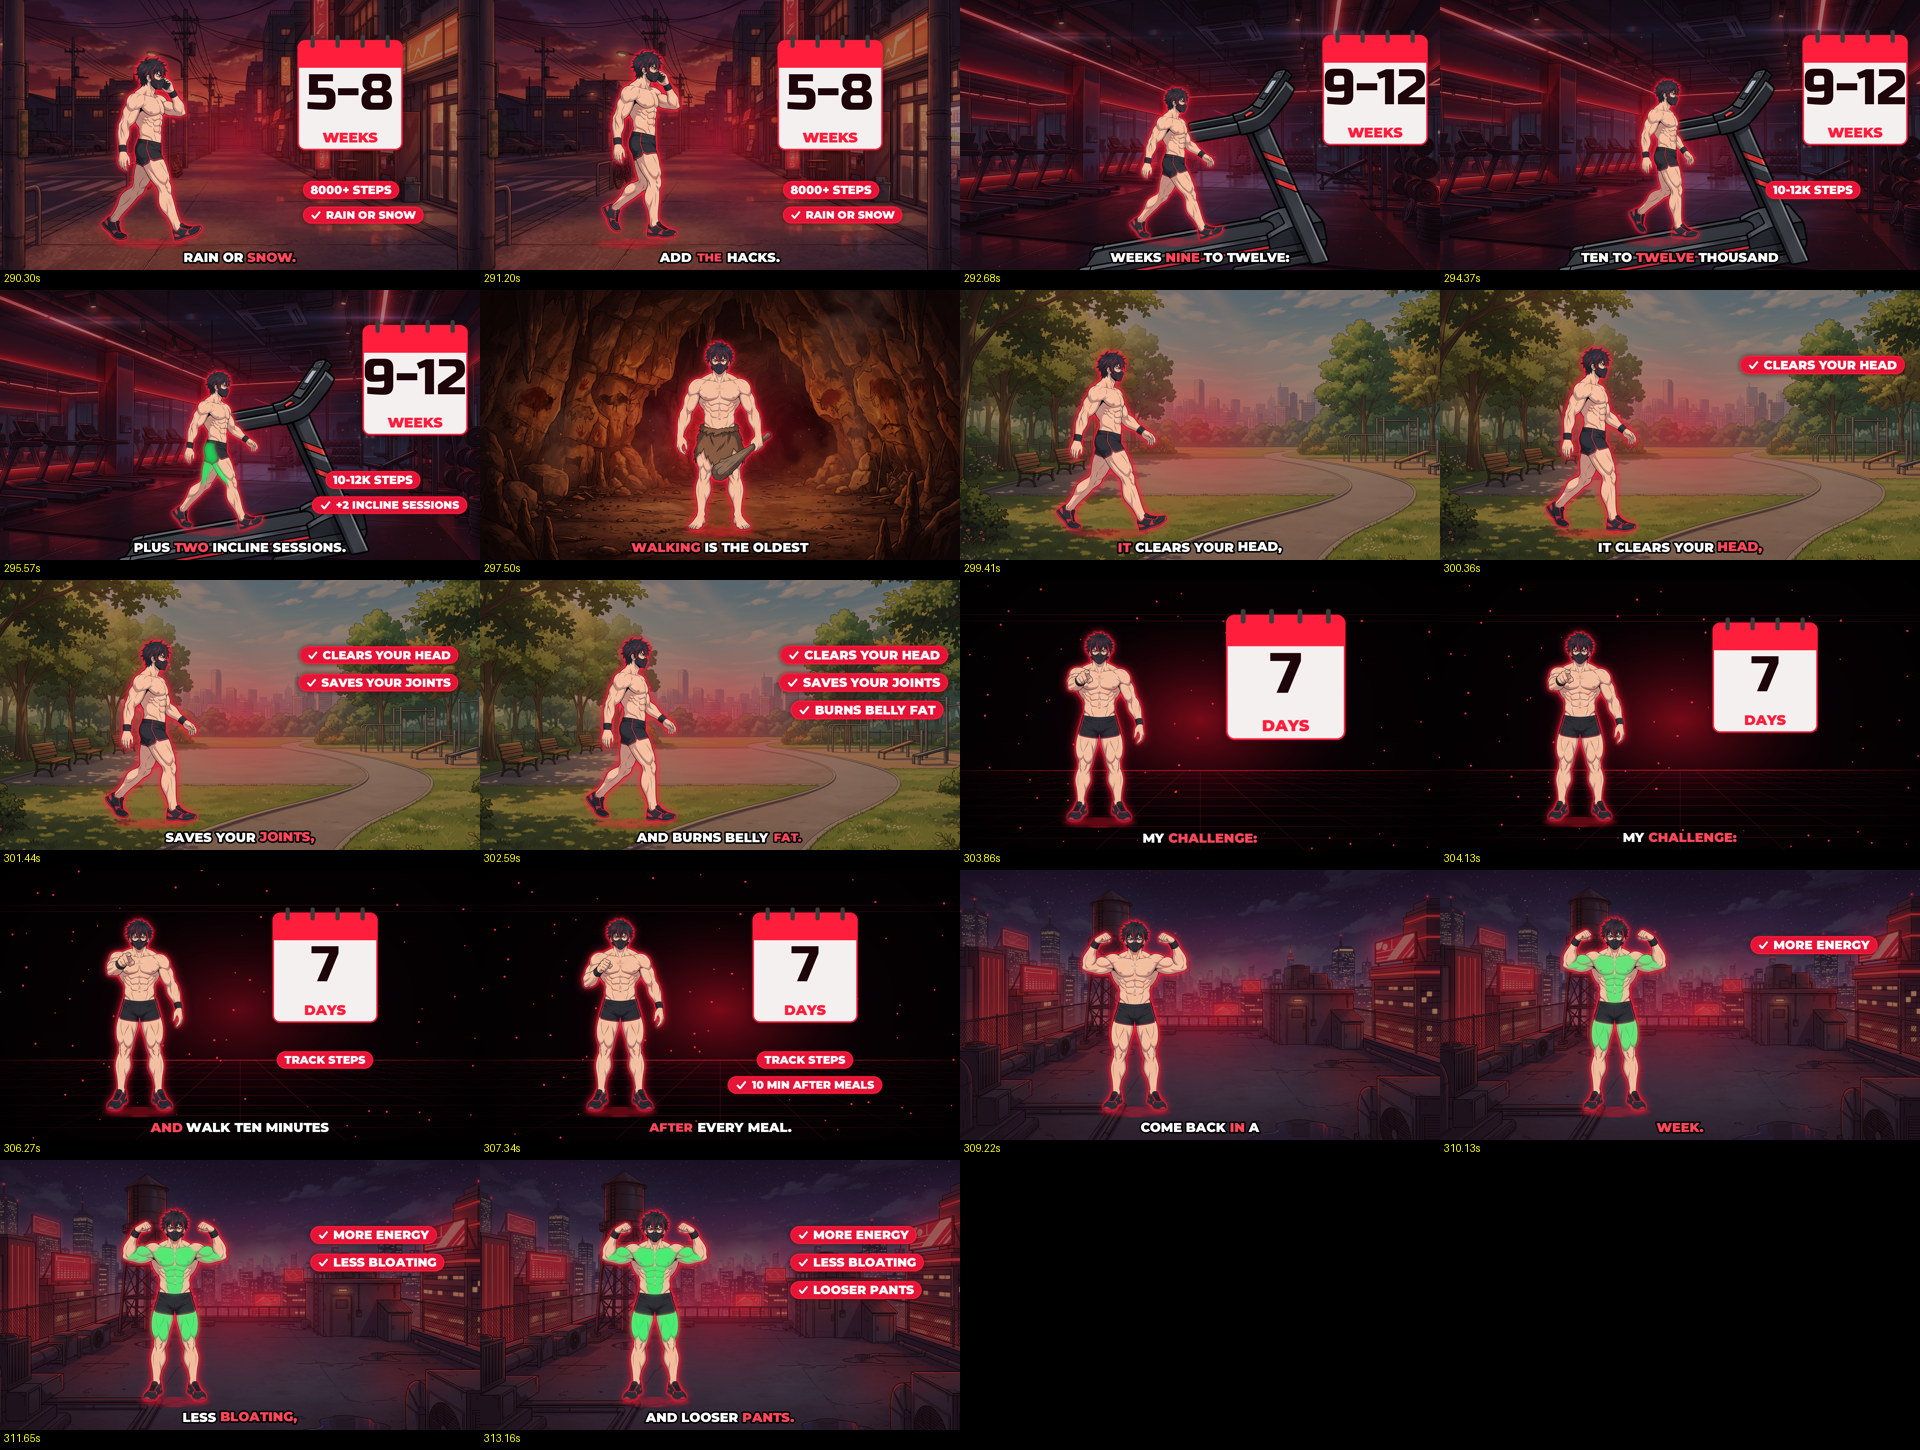 5-8
WEEKS
8000+ STEPS
✓ RAIN OR SNOW
RAIN OR SNOW.
290.30s
5-8
WEEKS
8000+ STEPS
✓ RAIN OR SNOW
ADD THE HACKS.
291.20s
9-12
WEEKS
WEEKS NINE TO TWELVE:
292.68s
9-12
WEEKS
10-12K STEPS
TEN TO TWELVE THOUSAND
294.37s
9-12
WEEKS
10-12K STEPS
✓ +2 INCLINE SESSIONS
PLUS TWO INCLINE SESSIONS.
295.57s
WALKING IS THE OLDEST
297.50s
IT CLEARS YOUR HEAD,
299.41s
✓ CLEARS YOUR HEAD
IT CLEARS YOUR HEAD,
300.36s
✓ CLEARS YOUR HEAD
✓ SAVES YOUR JOINTS
SAVES YOUR JOINTS,
301.44s
✓ CLEARS YOUR HEAD
✓ SAVES YOUR JOINTS
✓ BURNS BELLY FAT
AND BURNS BELLY FAT.
302.59s
7
DAYS
MY CHALLENGE:
303.86s
7
DAYS
MY CHALLENGE:
304.13s
7
DAYS
TRACK STEPS
AND WALK TEN MINUTES
306.27s
7
DAYS
TRACK STEPS
✓ 10 MIN AFTER MEALS
AFTER EVERY MEAL.
307.34s
COME BACK IN A
309.22s
✓ MORE ENERGY
WEEK.
310.13s
✓ MORE ENERGY
✓ LESS BLOATING
LESS BLOATING,
311.65s
✓ MORE ENERGY
✓ LESS BLOATING
✓ LOOSER PANTS
AND LOOSER PANTS.
313.16s